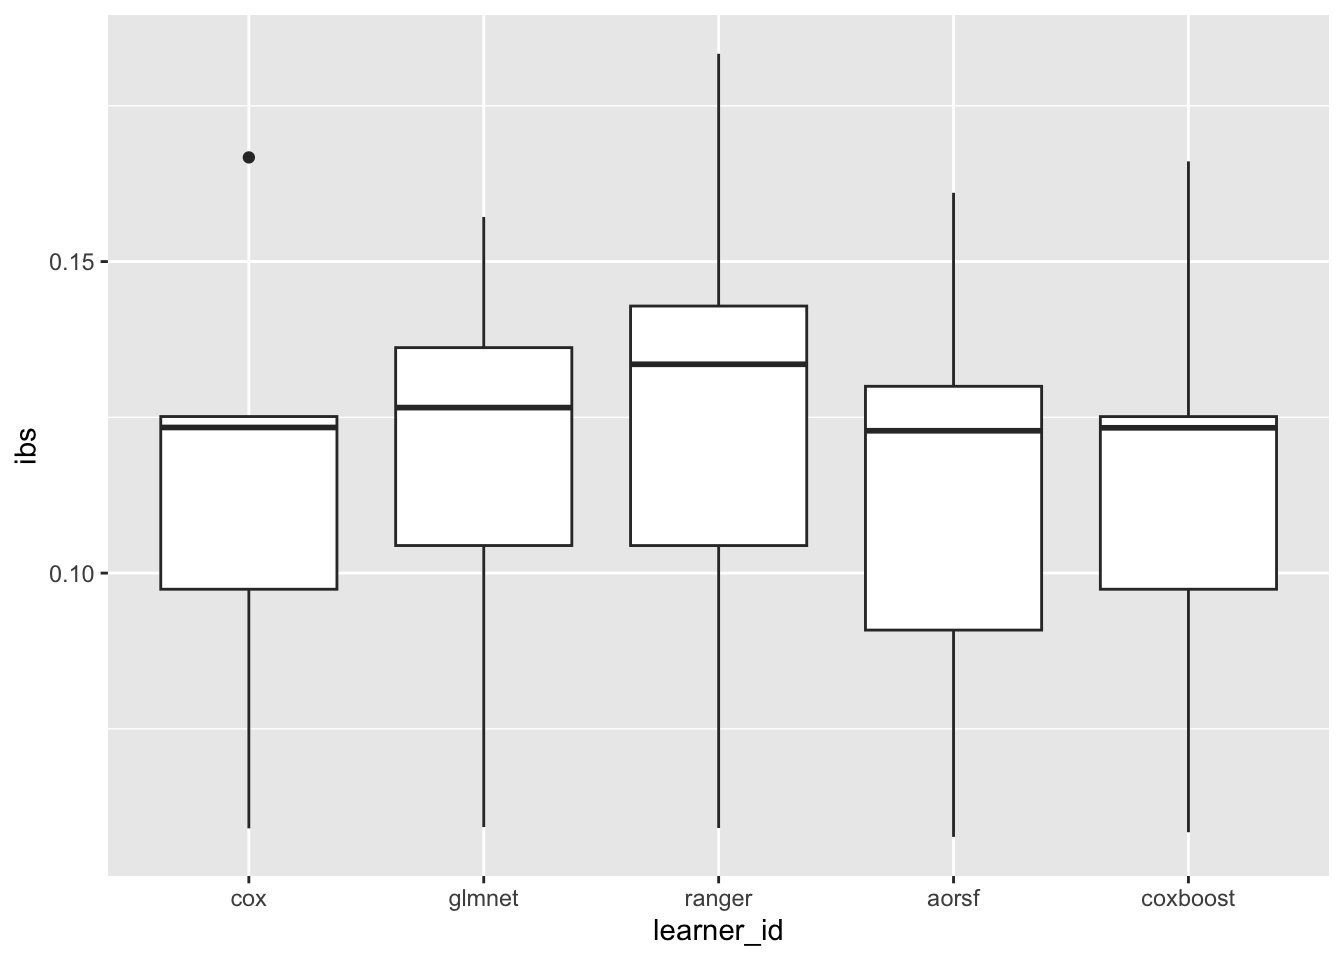 ibs
0.15
0.10
cox glmnet ranger aorsf coxboost
learner_id